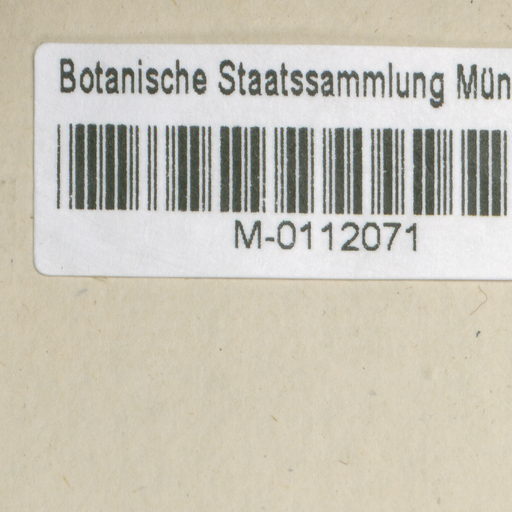 Botanische Staatssammlung Mün
M-0112071